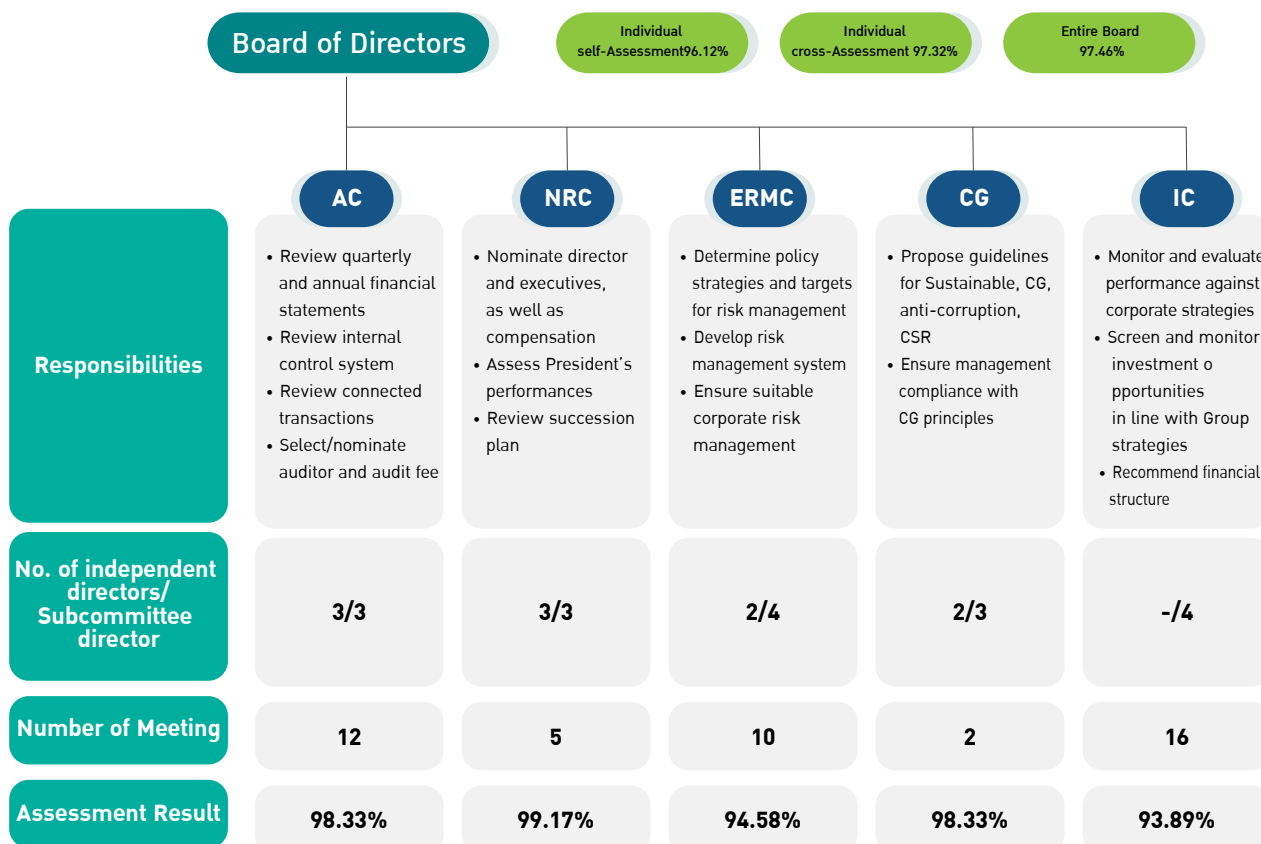 Board of Directors
Individual
self-Assessment96.12%
Individual
cross-Assessment 97.32%
Entire Board
97.46%
AC
NRC
ERMC
CG
IC
Responsibilities
• Review quarterly
and annual financial
statements
• Review internal
control system
• Review connected
transactions
• Select/nominate
auditor and audit fee
• Nominate director
and executives,
as well as
compensation
• Assess President's
performances
• Review succession
plan
• Determine policy
strategies and targets
for risk management
• Develop risk
management system
• Ensure suitable
corporate risk
management
• Propose guidelines
for Sustainable, CG,
anti-corruption,
CSR
• Ensure management
compliance with
CG principles
• Monitor and evaluate
performance against
corporate strategies
• Screen and monitor
investment o
pportunities
in line with Group
strategies
• Recommend financial
structure
No. of independent
directors/
Subcommittee
director
3/3
3/3
2/4
2/3
-/4
Number of Meeting
12
5
10
2
16
Assessment Result
98.33%
99.17%
94.58%
98.33%
93.89%